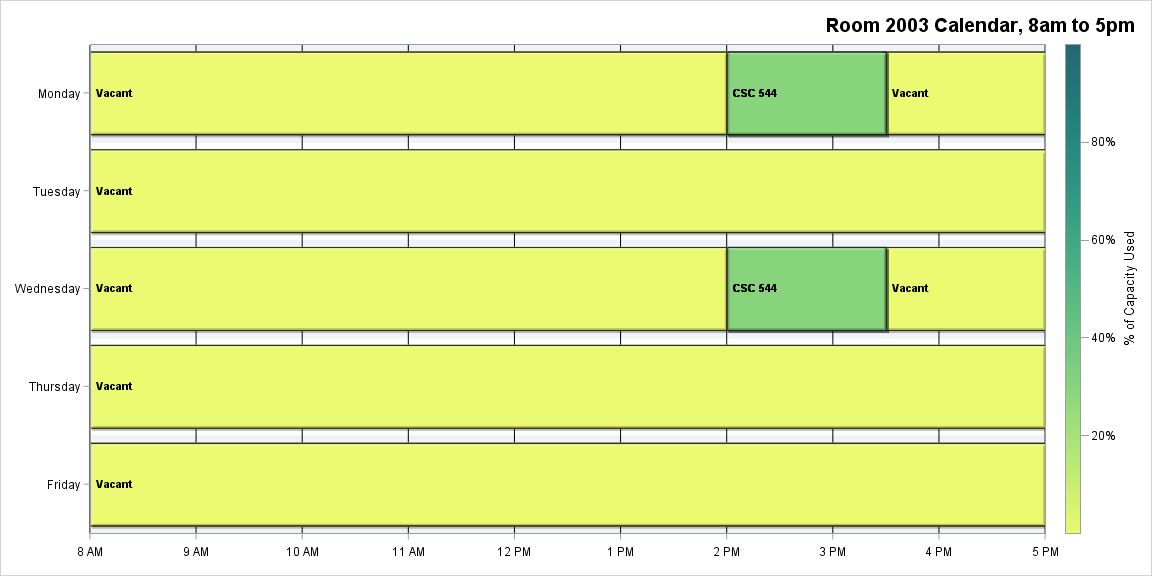 Room 2003 Calendar, 8am to 5pm
Monday
Vacant
CSC 544
Vacant
Tuesday
Vacant
Wednesday
Vacant
CSC 544
Vacant
Thursday
Vacant
Friday
Vacant
8 AM
9 AM
10 AM
11 AM
12 PM
1 PM
2 PM
3 PM
4 PM
5 PM
80%
60%
40%
20%
% of Capacity Used